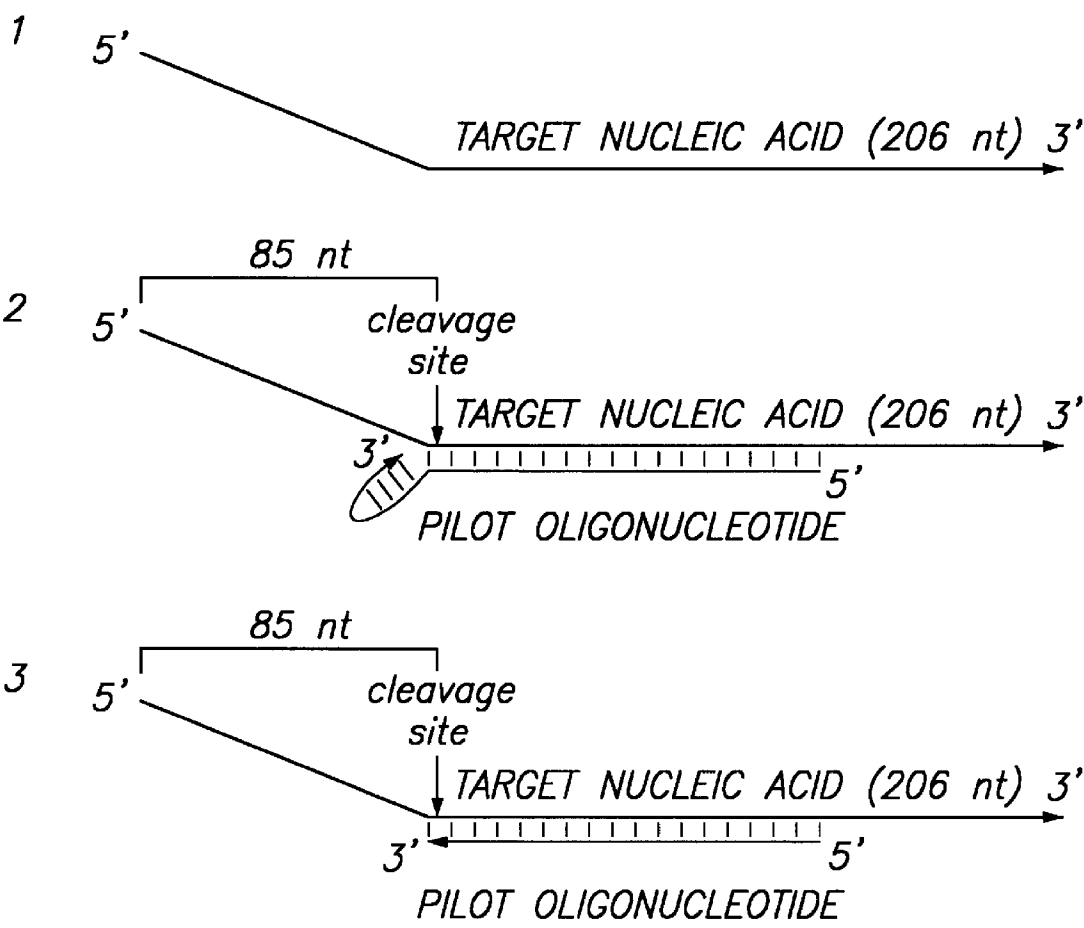 1
5'
TARGET NUCLEIC ACID (206 nt) 3'
85 nt
2
5'
cleavage
site
TARGET NUCLEIC ACID (206 nt) 3'
3'
5'
PILOT OLIGONUCLEOTIDE
85 nt
3
5'
cleavage
site
TARGET NUCLEIC ACID (206 nt) 3'
3'
5'
PILOT OLIGONUCLEOTIDE